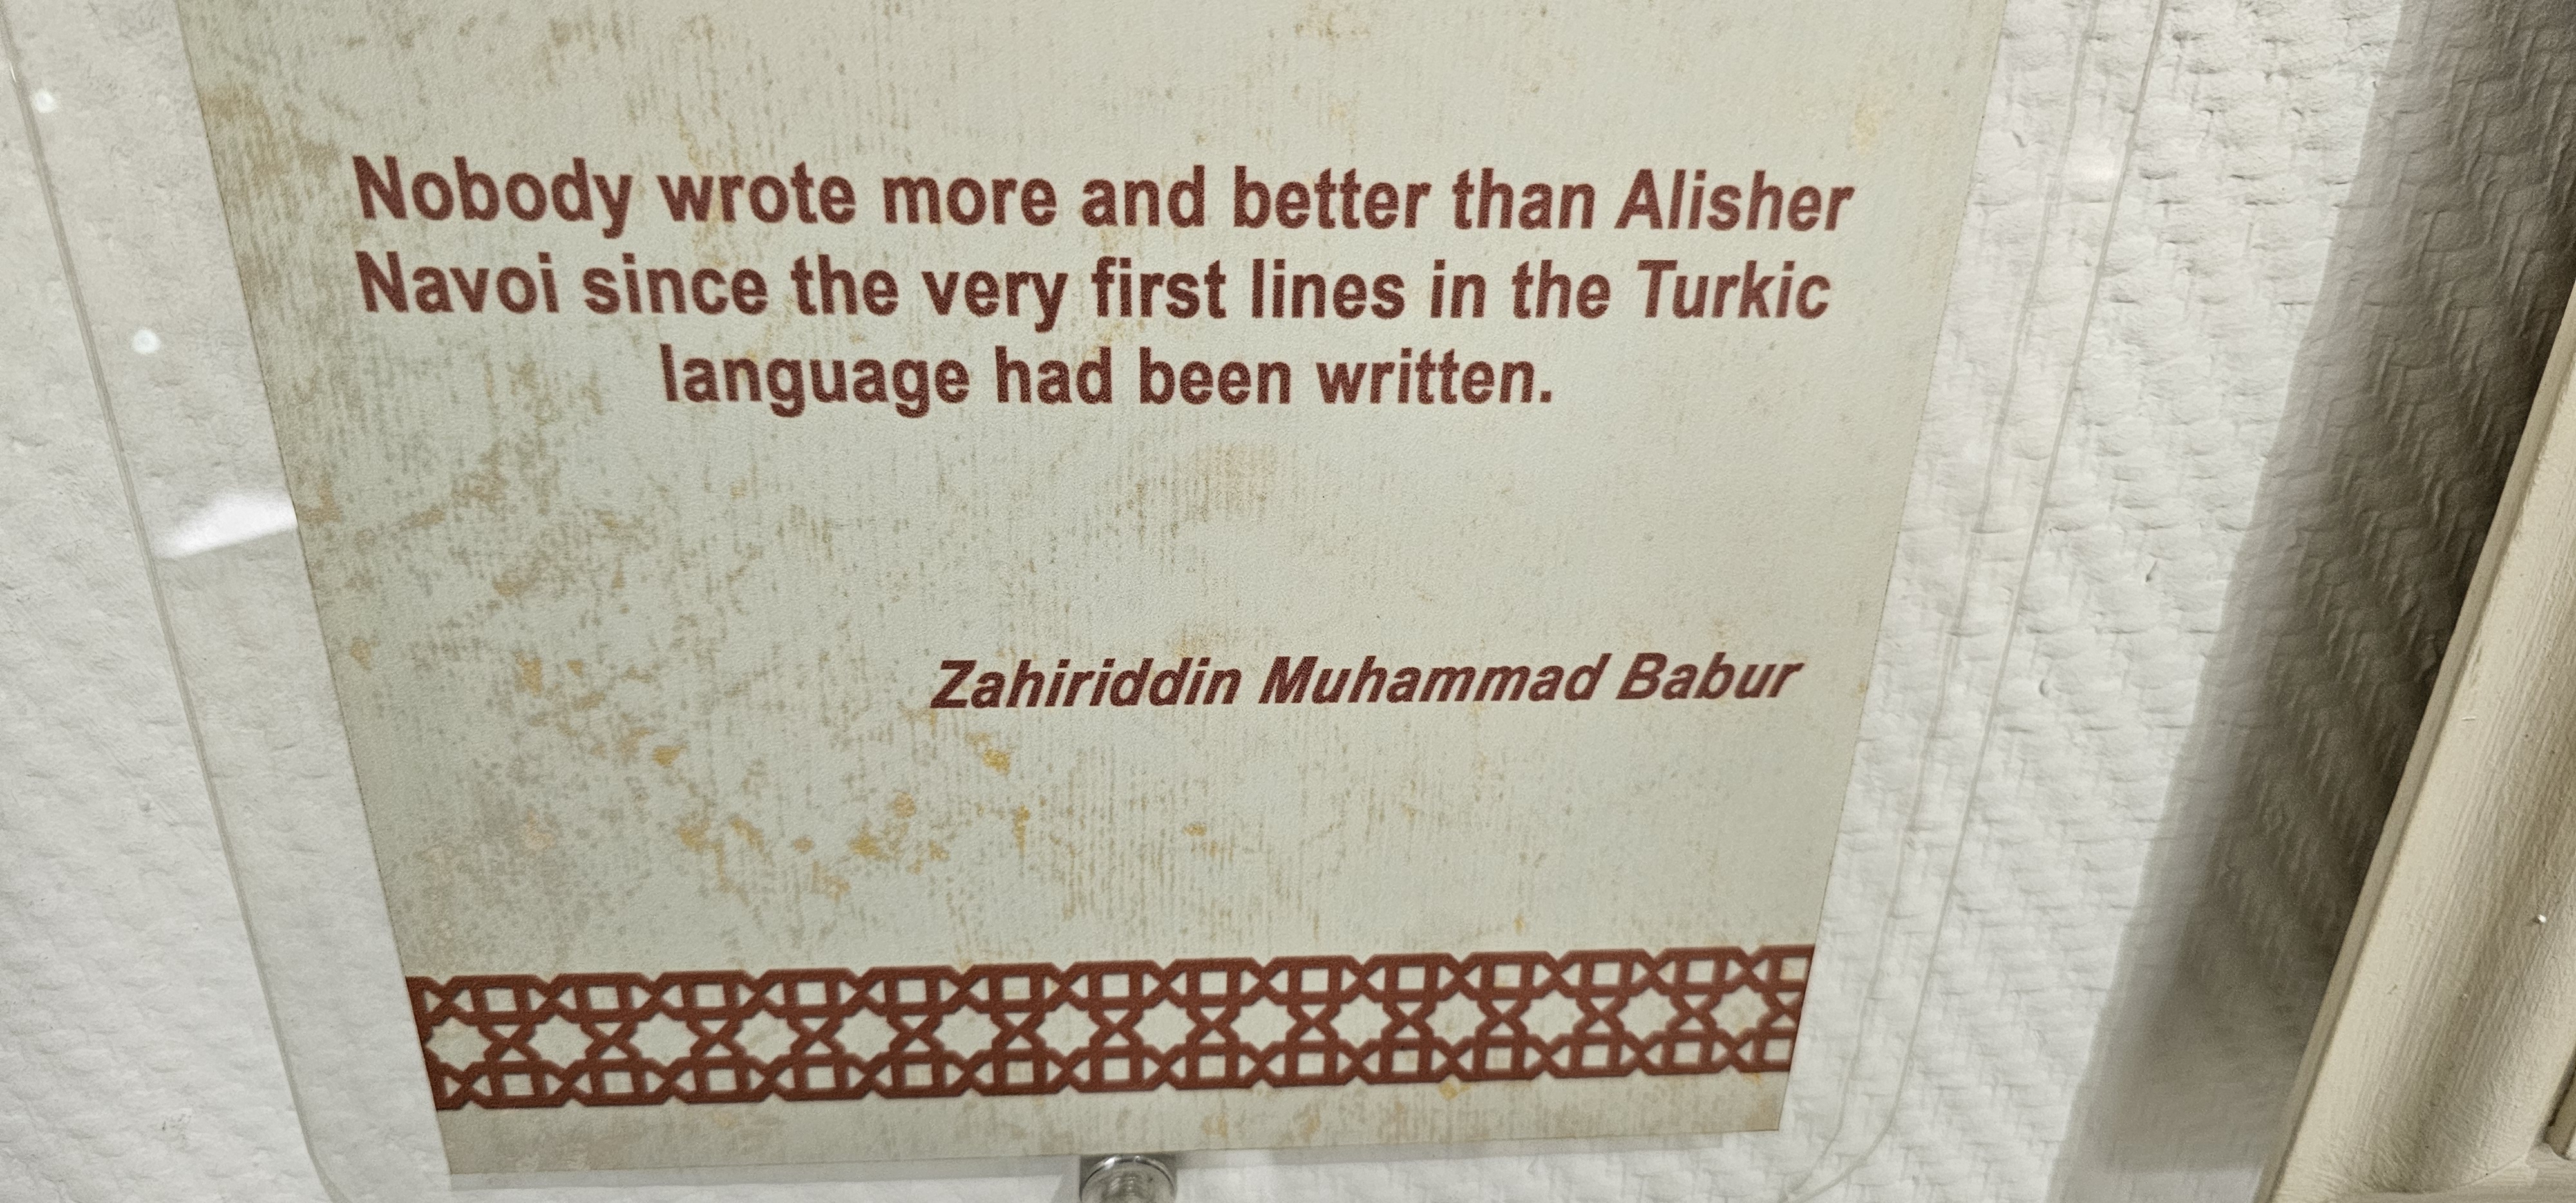 Nobody wrote more and better than Alisher
Navoi since the very first lines in the Turkic
language had been written.
Zahiriddin Muhammad Babur